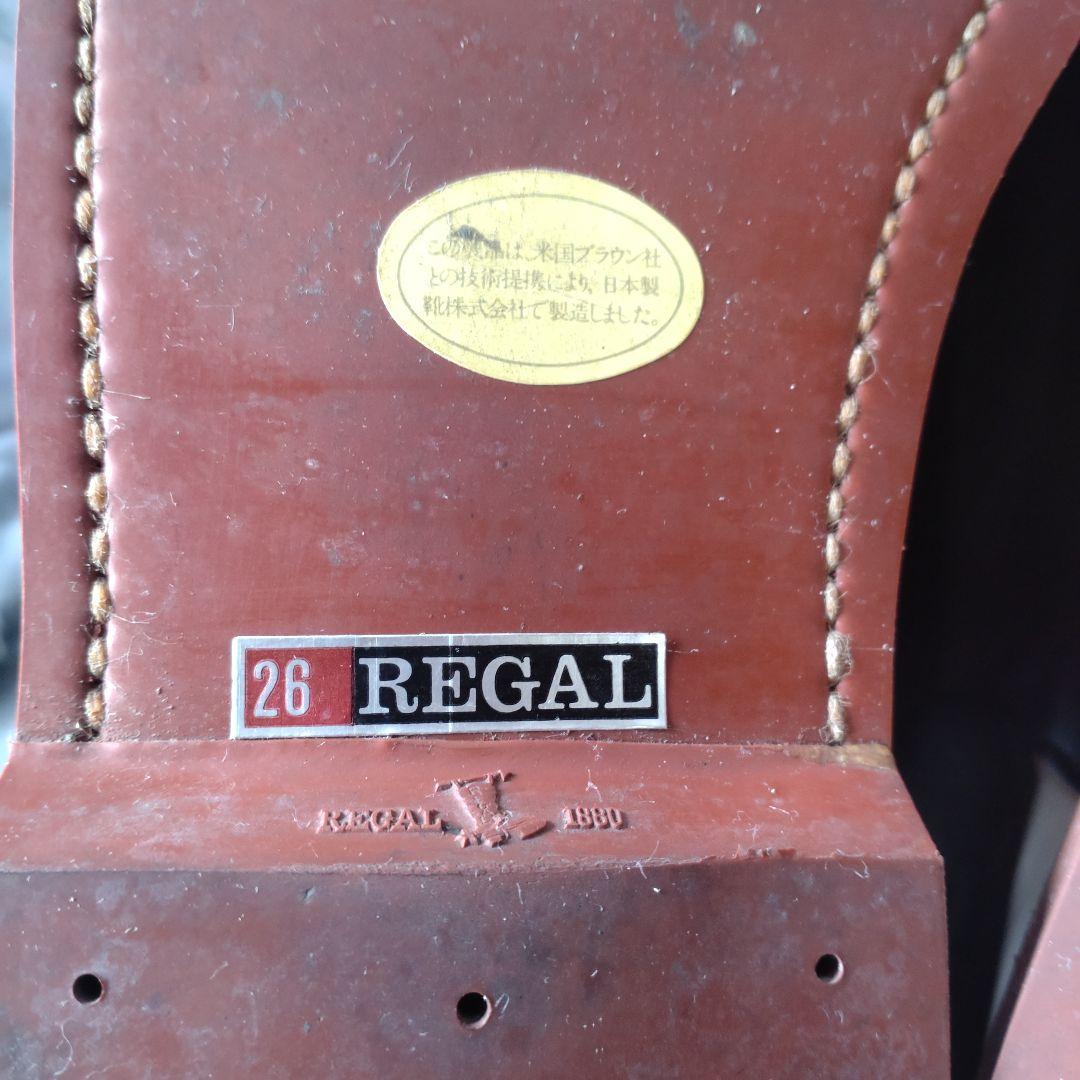 この製品は、米国ブラウン社
との技術提携により、日本製
靴株式会社で製造しました。
26 REGAL
REGAL 1880